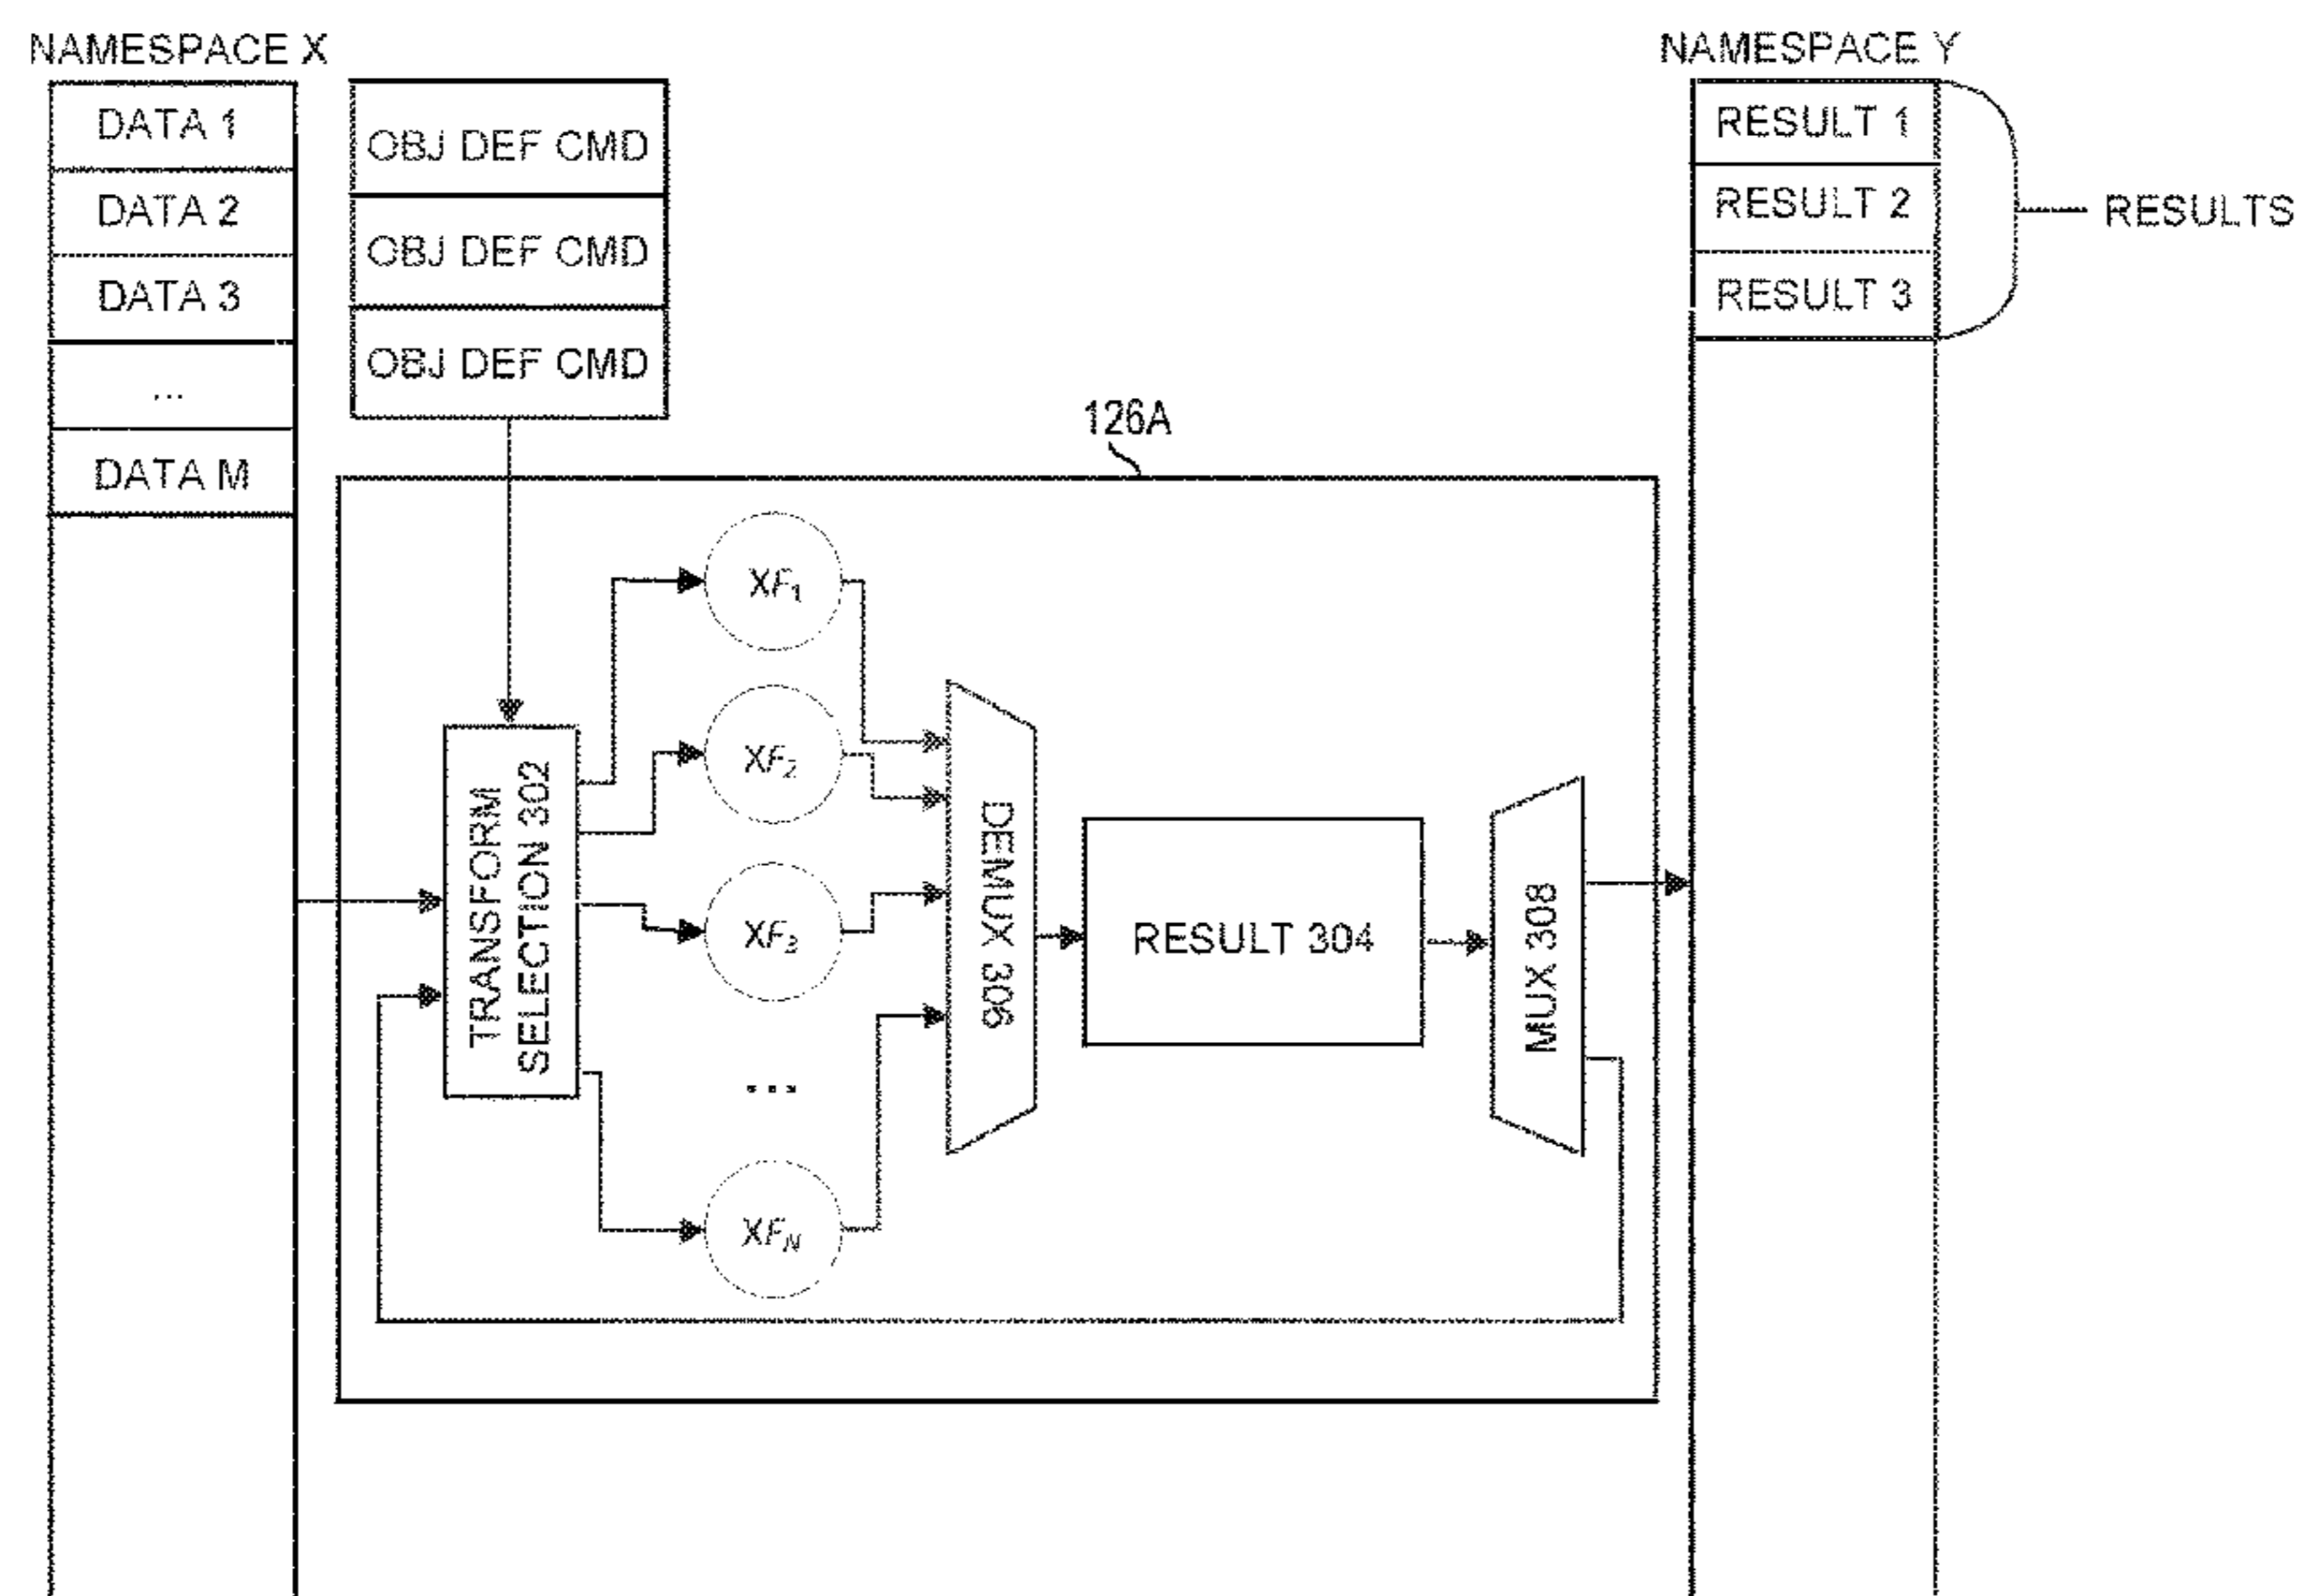 NAMESPACE X
DATA 1
DATA 2
DATA 3
...
DATA M
OBJ DEF CMD
OBJ DEF CMD
OBJ DEF CMD
NAMESPACE Y
RESULT 1
RESULT 2
RESULT 3
RESULTS
126A
TRANSFORM
SELECTION 302
XF1
XF2
XF3
...
XFN
DEMUX 306
RESULT 304
MUX 308